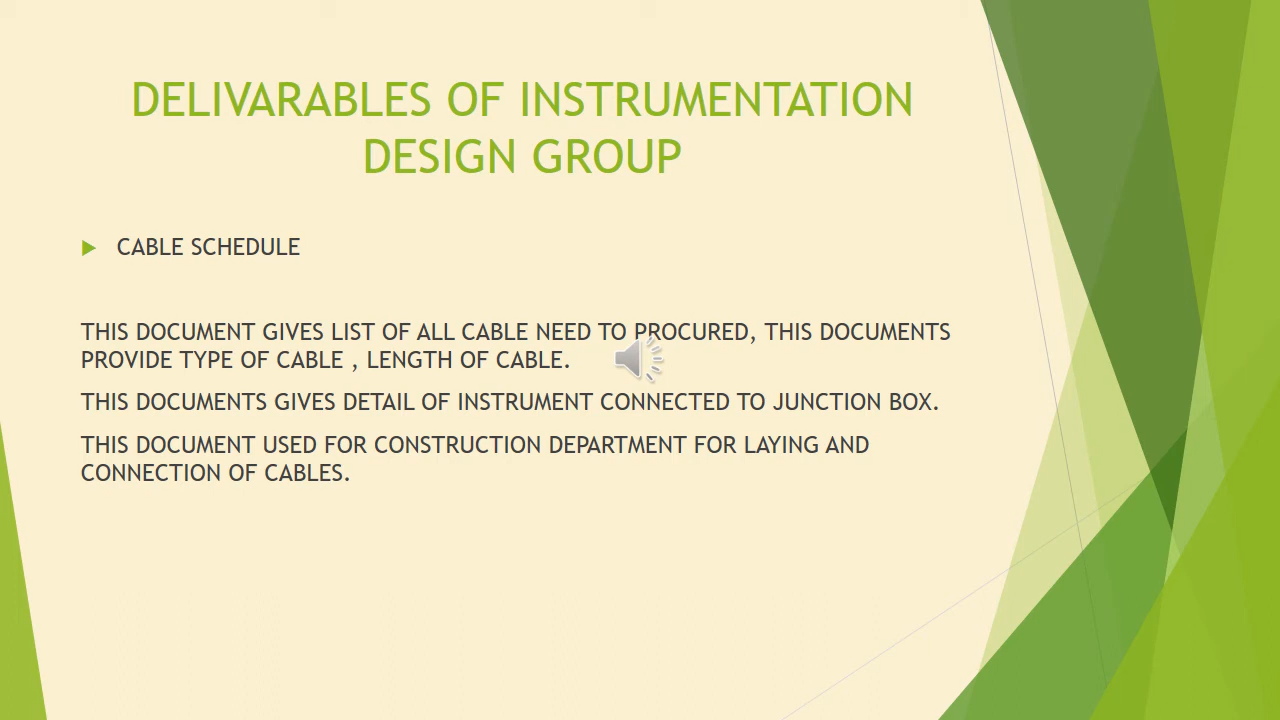 DELIVARABLES OF INSTRUMENTATION
DESIGN GROUP
CABLE SCHEDULE
THIS DOCUMENT GIVES LIST OF ALL CABLE NEED TO PROCURED, THIS DOCUMENTS
PROVIDE TYPE OF CABLE , LENGTH OF CABLE.
THIS DOCUMENTS GIVES DETAIL OF INSTRUMENT CONNECTED TO JUNCTION BOX.
THIS DOCUMENT USED FOR CONSTRUCTION DEPARTMENT FOR LAYING AND
CONNECTION OF CABLES.